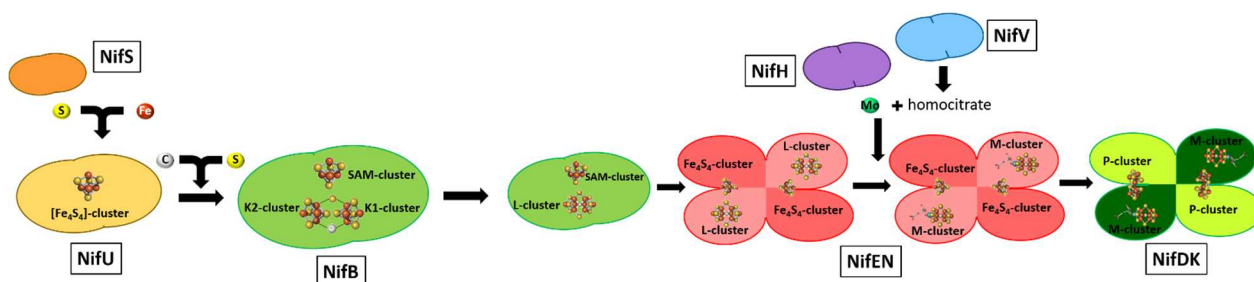 NifS
S
Fe
[Fe4S4]-cluster
NifU
C
S
SAM-cluster
K2-cluster
K1-cluster
NifB
SAM-cluster
L-cluster
NifH
NifV
Mo + homocitrate
Fe4S4-cluster
L-cluster
L-cluster
Fe4S4-cluster
NifEN
Fe4S4-cluster
M-cluster
M-cluster
Fe4S4-cluster
P-cluster
M-cluster
M-cluster
P-cluster
NifDK